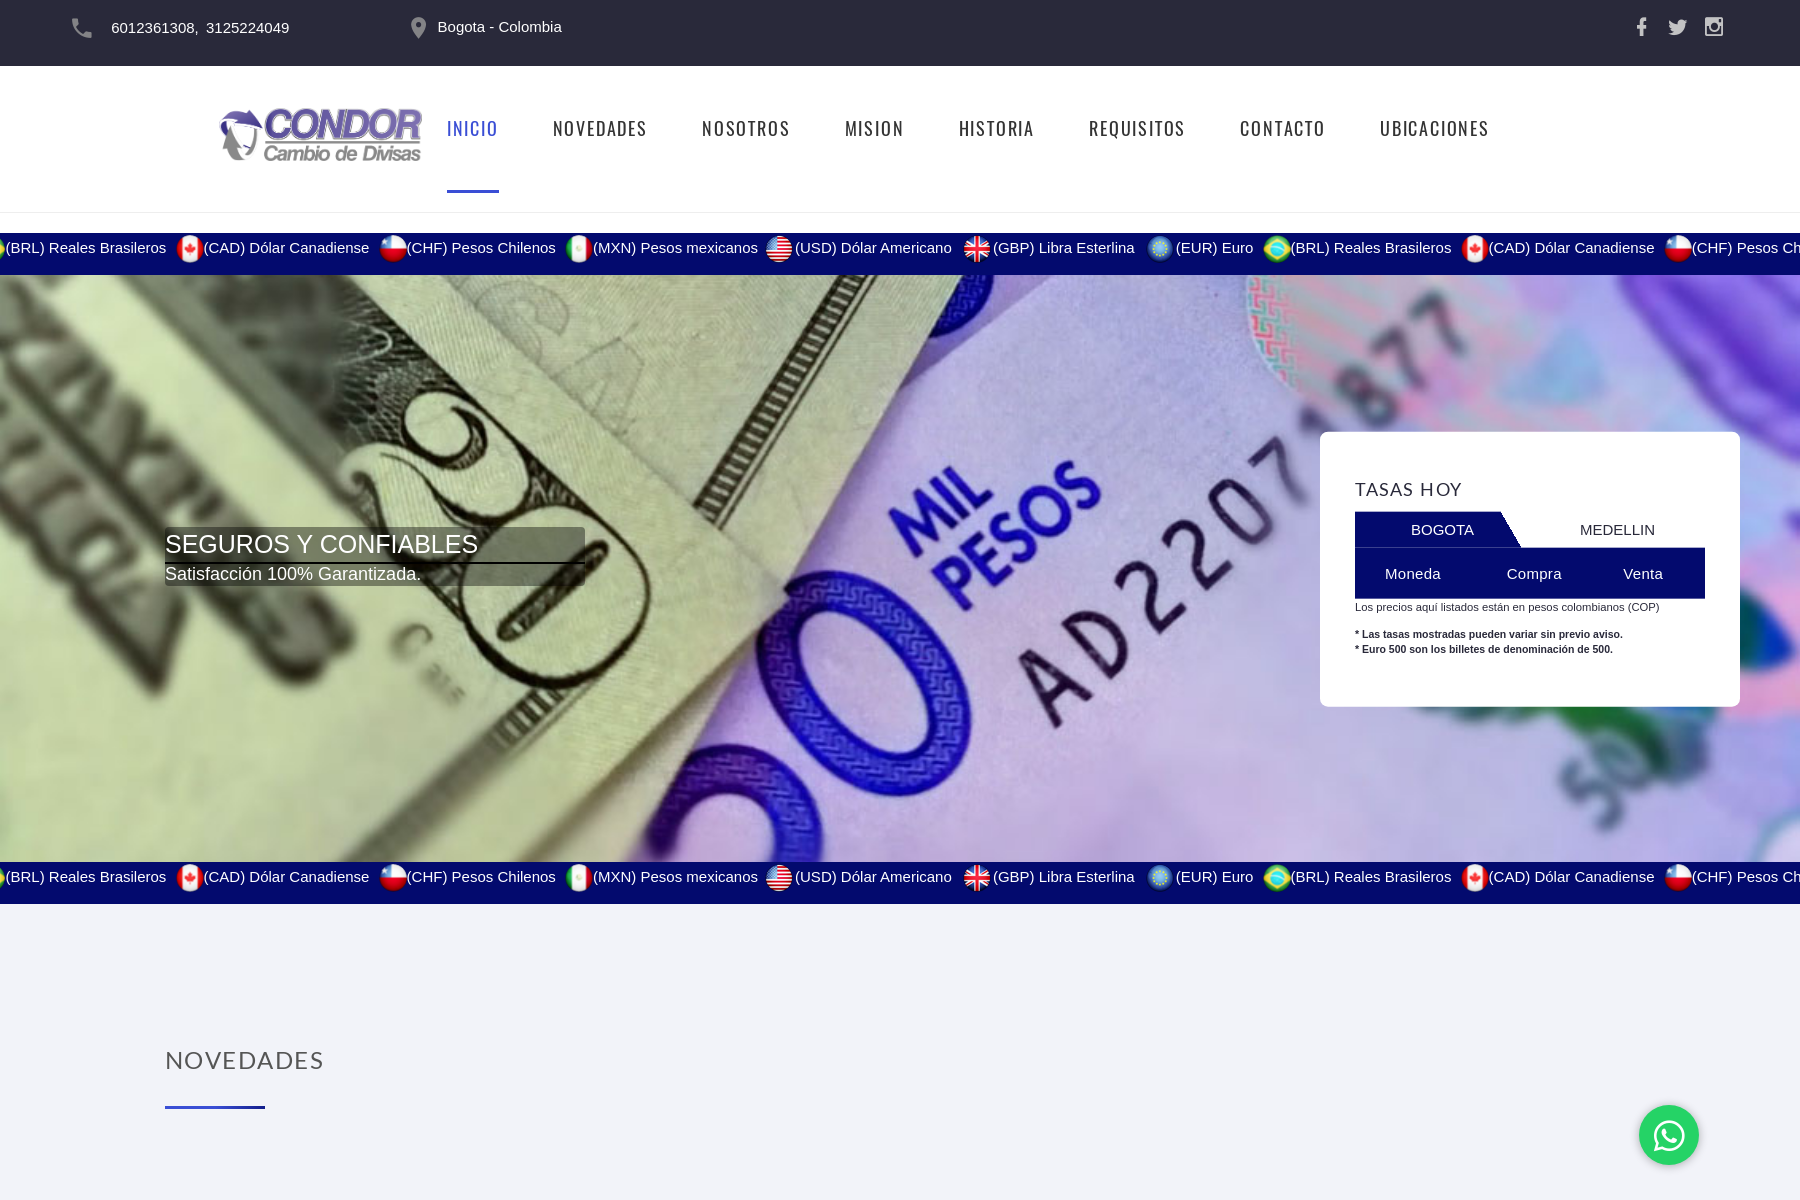 6012361308, 3125224049
Bogota - Colombia
CONDOR
Cambio de Divisas
INICIO
NOVEDADES
NOSOTROS
MISION
HISTORIA
REQUISITOS
CONTACTO
UBICACIONES
(BRL) Reales Brasileros (CAD) Dólar Canadiense (CHF) Pesos Chilenos (MXN) Pesos mexicanos (USD) Dólar Americano (GBP) Libra Esterlina (EUR) Euro (BRL) Reales Brasileros (CAD) Dólar Canadiense (CHF) Pesos Ch
50
20
MIL
PESOS
AD22071877
SEGUROS Y CONFIABLES
Satisfacción 100% Garantizada.
TASAS HOY
BOGOTA MEDELLIN
Moneda Compra Venta
Los precios aquí listados están en pesos colombianos (COP)
* Las tasas mostradas pueden variar sin previo aviso.
* Euro 500 son los billetes de denominación de 500.
(BRL) Reales Brasileros (CAD) Dólar Canadiense (CHF) Pesos Chilenos (MXN) Pesos mexicanos (USD) Dólar Americano (GBP) Libra Esterlina (EUR) Euro (BRL) Reales Brasileros (CAD) Dólar Canadiense (CHF) Pesos Ch
NOVEDADES